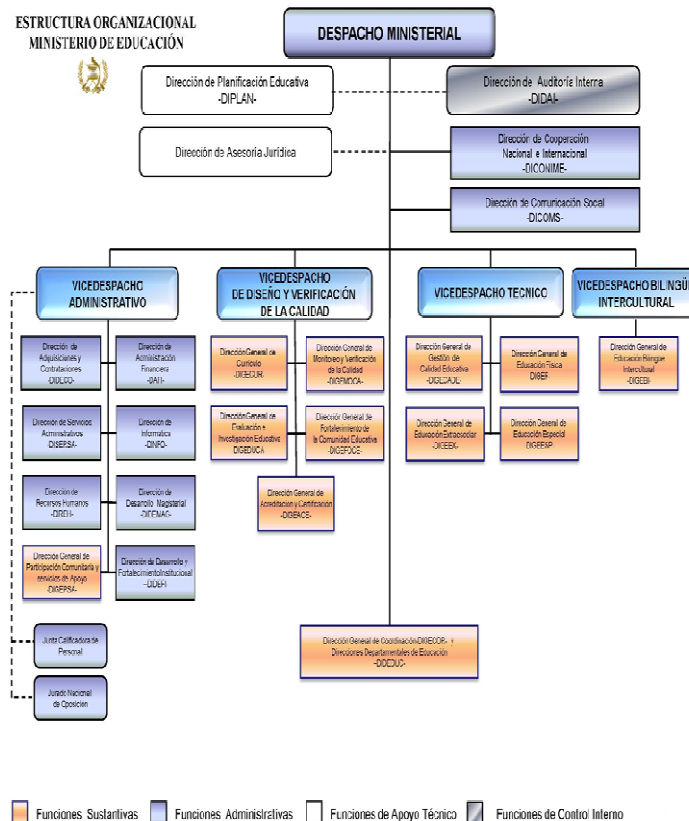 ESTRUCTURA ORGANIZACIONAL
MINISTERIO DE EDUCACIÓN
DESPACHO MINISTERIAL
Dirección de Planificación Educativa
-DIPLAN-
Dirección de Auditoría Interna
-DIDAI-
Dirección de Asesoría Jurídica
Dirección de Cooperación
Nacional e Internacional
-DICONIME-
Dirección de Comunicación Social
-DICOMS-
VICEDESPACHO
ADMINISTRATIVO
VICEDESPACHO
DE DISEÑO Y VERIFICACIÓN
DE LA CALIDAD
VICEDESPACHO TECNICO
VICEDESPACHO BILINGÜ
INTERCULTURAL
Dirección de
Adquisiciones y
Contrataciones
-DIDECO-
Dirección de
Administración
Financiera
-DAFI-
Dirección General de
Currículo
-DIGECUR-
Dirección General de
Monitoreo y Verificación
de la Calidad
-DIGEMOCA-
Dirección General de
Gestión de
Calidad Educativa
-DIGECADE-
Dirección General de
Educación Física
DIGEF-
Dirección General de
Educación Bilingüe
Intercultural
-DIGEBI-
Dirección de Servicios
Administrativos
-DISERSA-
Dirección de
Informática
-DINFO-
Dirección General de
Evaluación e
Investigación Educativa
DIGEDUCA
Dirección General de
Fortalecimiento de
la Comunidad Educativa
-DIGEFOCE-
Dirección General de
Educación Extraescolar
-DIGEEX-
Dirección General de
Educación Especial
DIGEESP
Dirección de
Recursos Humanos
-DIREH-
Dirección de
Desarrollo Magisterial
-DIDEMAG-
Dirección General de
Acreditación y Certificación
-DIGEACE-
Dirección General de
Participación Comunitaria y
servicios de Apoyo
-DIGEPSA-
Dirección de Desarrollo y
Fortalecimiento Institucional
-DIDEFI
Junta Calificadora de
Personal
Dirección General de Coordinación-DIGECOR- y
Direcciones Departamentales de Educación
-DIDEDUC-
Jurado Nacional
de Oposición
Funciones Sustantivas
Funciones Administrativas
Funciones de Apoyo Técnico
Funciones de Control Interno